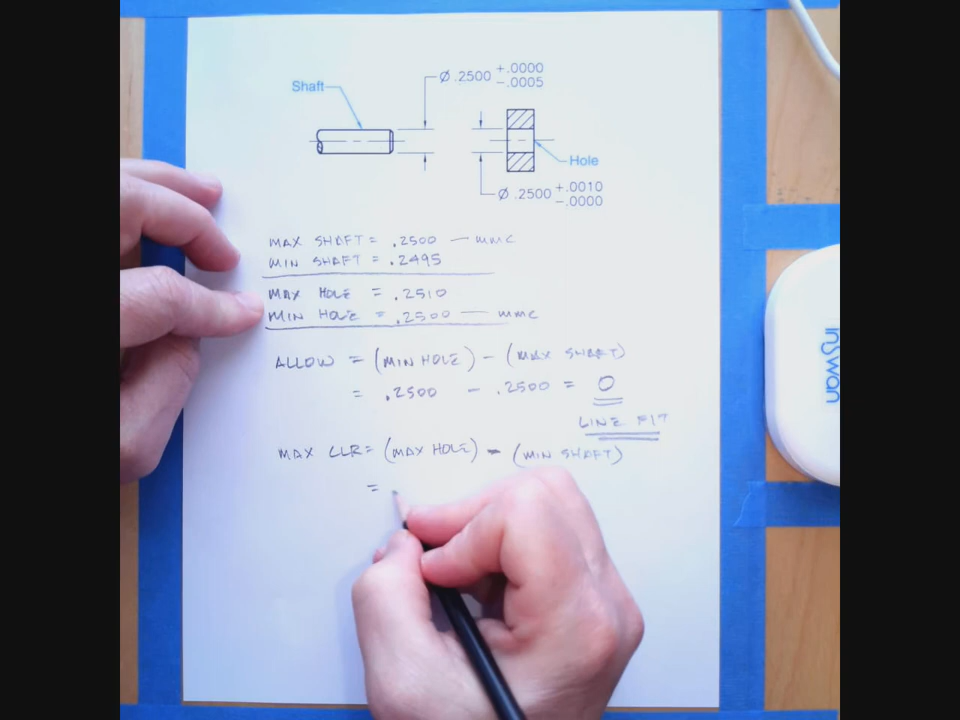 Ø .2500 +.0000
-.0005
Shaft
Hole
Ø .2500 +.0010
-.0000
MAX SHAFT = .2500 — MMC
MIN SHAFT = .2495
MAX HOLE = .2510
MIN HOLE = .2500 — MMC
ALLOW = (MIN HOLE) - (MAX SHAFT)
= .2500 - .2500 = 0
LINE FIT
MAX CLR = (MAX HOLE) - (MIN SHAFT)
= .
inswan